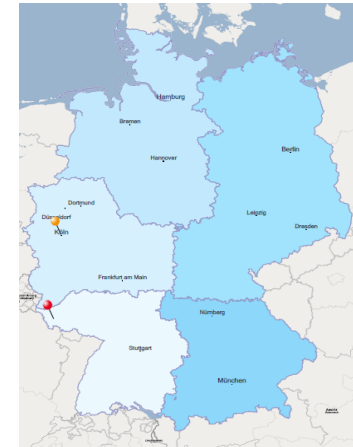 Hamburg
Bremen
Hannover
Berlin
Dortmund
Düsseldorf
Köln
Leipzig
Dresden
Frankfurt am Main
Nürnberg
Stuttgart
München